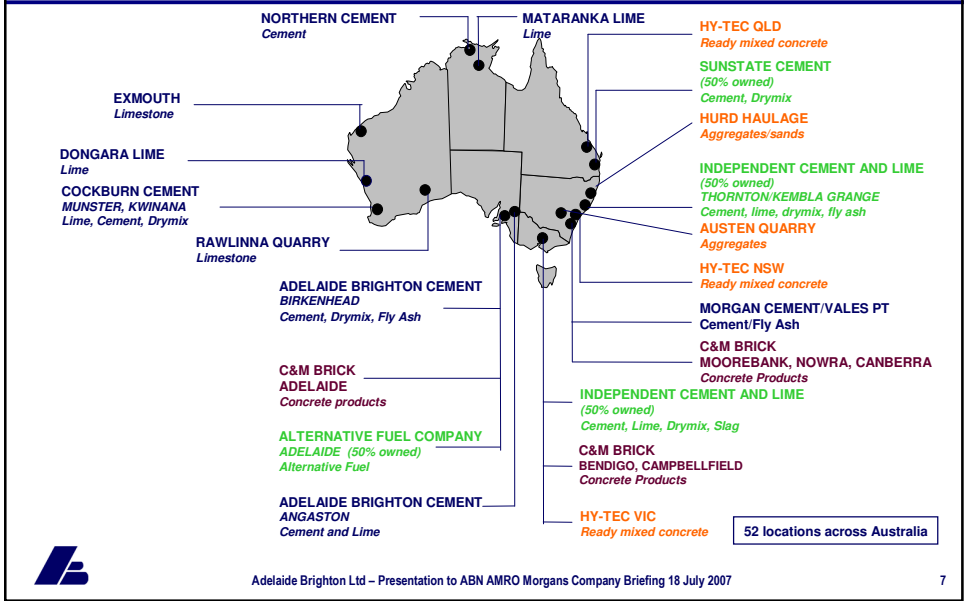 NORTHERN CEMENT
Cement
MATARANKA LIME
Lime
EXMOUTH
Limestone
DONGARA LIME
Lime
COCKBURN CEMENT
MUNSTER, KWINANA
Lime, Cement, Drymix
RAWLINNA QUARRY
Limestone
ADELAIDE BRIGHTON CEMENT
BIRKENHEAD
Cement, Drymix, Fly Ash
C&M BRICK
ADELAIDE
Concrete products
ALTERNATIVE FUEL COMPANY
ADELAIDE (50% owned)
Alternative Fuel
ADELAIDE BRIGHTON CEMENT
ANGASTON
Cement and Lime
HY-TEC QLD
Ready mixed concrete
SUNSTATE CEMENT
(50% owned)
Cement, Drymix
HURD HAULAGE
Aggregates/sands
INDEPENDENT CEMENT AND LIME
(50% owned)
THORNTON/KEMBLA GRANGE
Cement, lime, drymix, fly ash
AUSTEN QUARRY
Aggregates
HY-TEC NSW
Ready mixed concrete
MORGAN CEMENT/VALES PT
Cement/Fly Ash
C&M BRICK
MOOREBANK, NOWRA, CANBERRA
Concrete Products
INDEPENDENT CEMENT AND LIME
(50% owned)
Cement, Lime, Drymix, Slag
C&M BRICK
BENDIGO, CAMPBELLFIELD
Concrete Products
HY-TEC VIC
Ready mixed concrete
52 locations across Australia
Adelaide Brighton Ltd – Presentation to ABN AMRO Morgans Company Briefing 18 July 2007
7